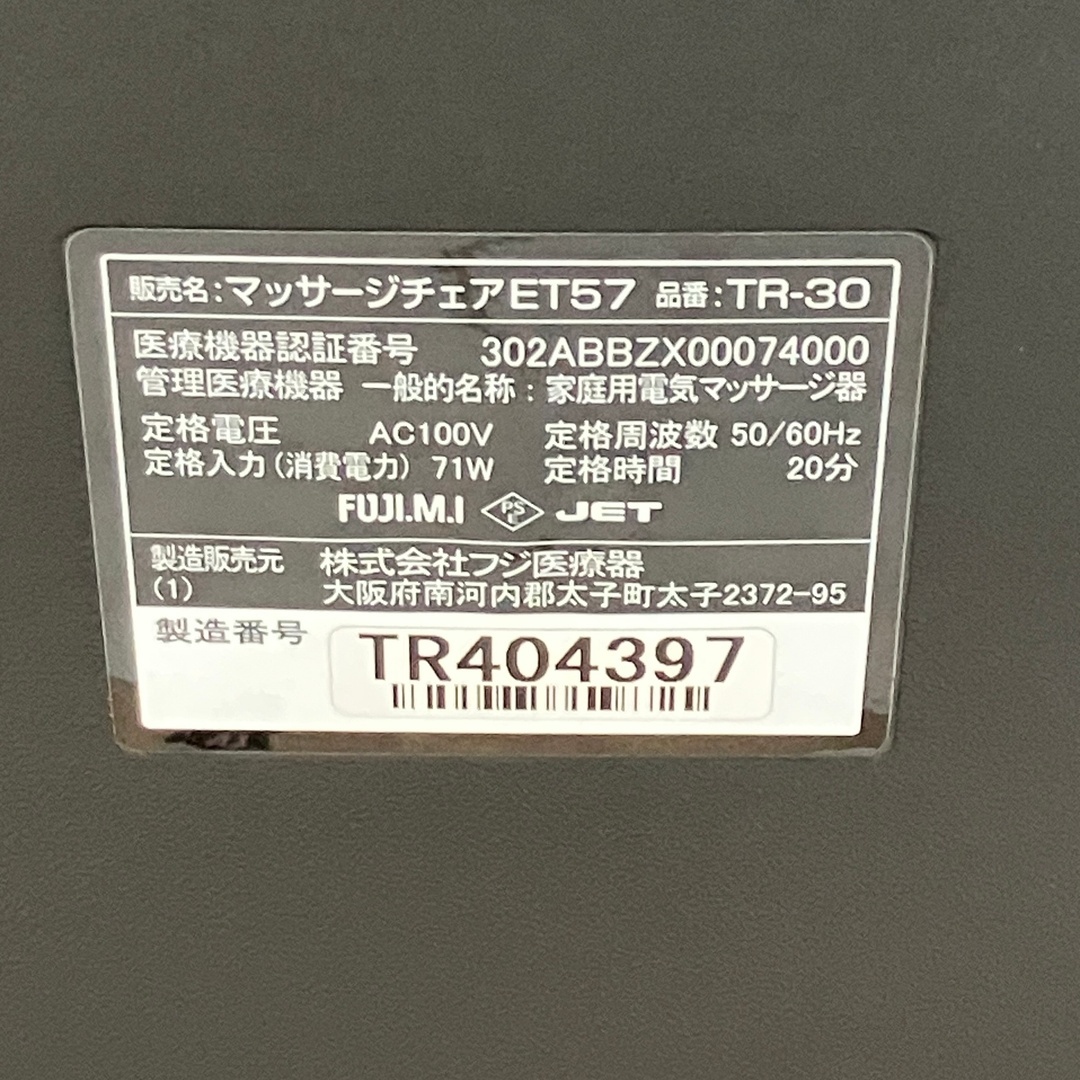 販売名:マッサージチェアET57 品番:TR-30
医療機器認証番号 302ABBZX00074000
管理医療機器 一般的名称:家庭用電気マッサージ器
定格電圧 AC100V 定格周波数 50/60Hz
定格入力(消費電力) 71W 定格時間 20分
FUJI.M.I PS E JET
製造販売元 株式会社フジ医療器
(1) 大阪府南河内郡太子町太子2372-95
製造番号 TR404397